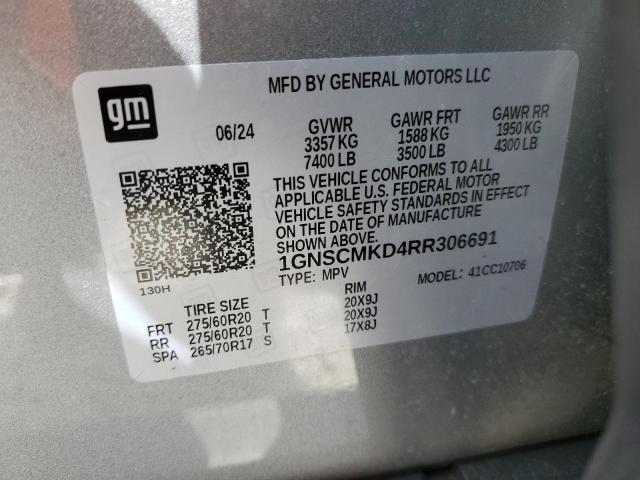 gm
MFD BY GENERAL MOTORS LLC
06/24
GVWR GAWR FRT GAWR RR
3357 KG 1588 KG 1950 KG
7400 LB 3500 LB 4300 LB
THIS VEHICLE CONFORMS TO ALL
APPLICABLE U.S. FEDERAL MOTOR
VEHICLE SAFETY STANDARDS IN EFFECT
ON THE DATE OF MANUFACTURE
SHOWN ABOVE.
1GNSCMKD4RR306691
TYPE: MPV MODEL: 41CC10706
130H
TIRE SIZE RIM
FRT 275/60R20 T 20X9J
RR 275/60R20 T 20X9J
SPA 265/70R17 S 17X8J